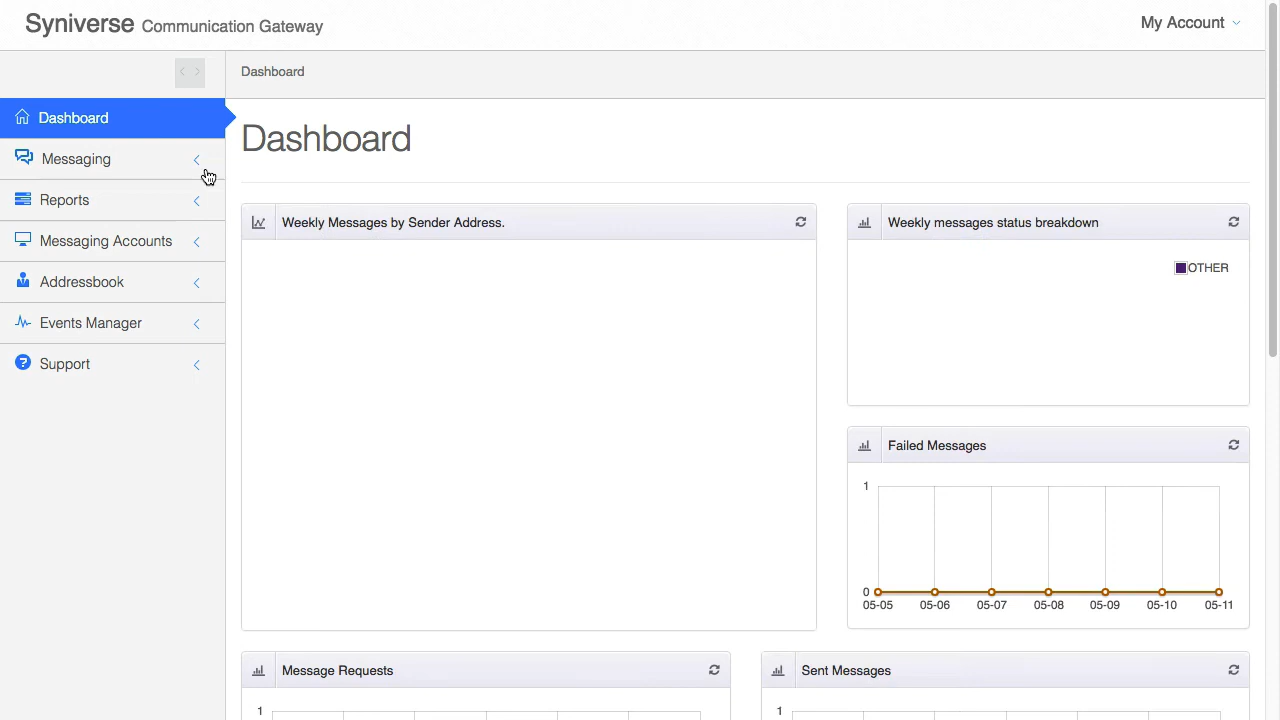 Syniverse Communication Gateway
My Account
Dashboard
Dashboard
Messaging
Reports
Messaging Accounts
Addressbook
Events Manager
Support
Dashboard
Weekly Messages by Sender Address.
Weekly messages status breakdown
OTHER
Failed Messages
1
0
05-05 05-06 05-07 05-08 05-09 05-10 05-11
Message Requests
1
Sent Messages
1